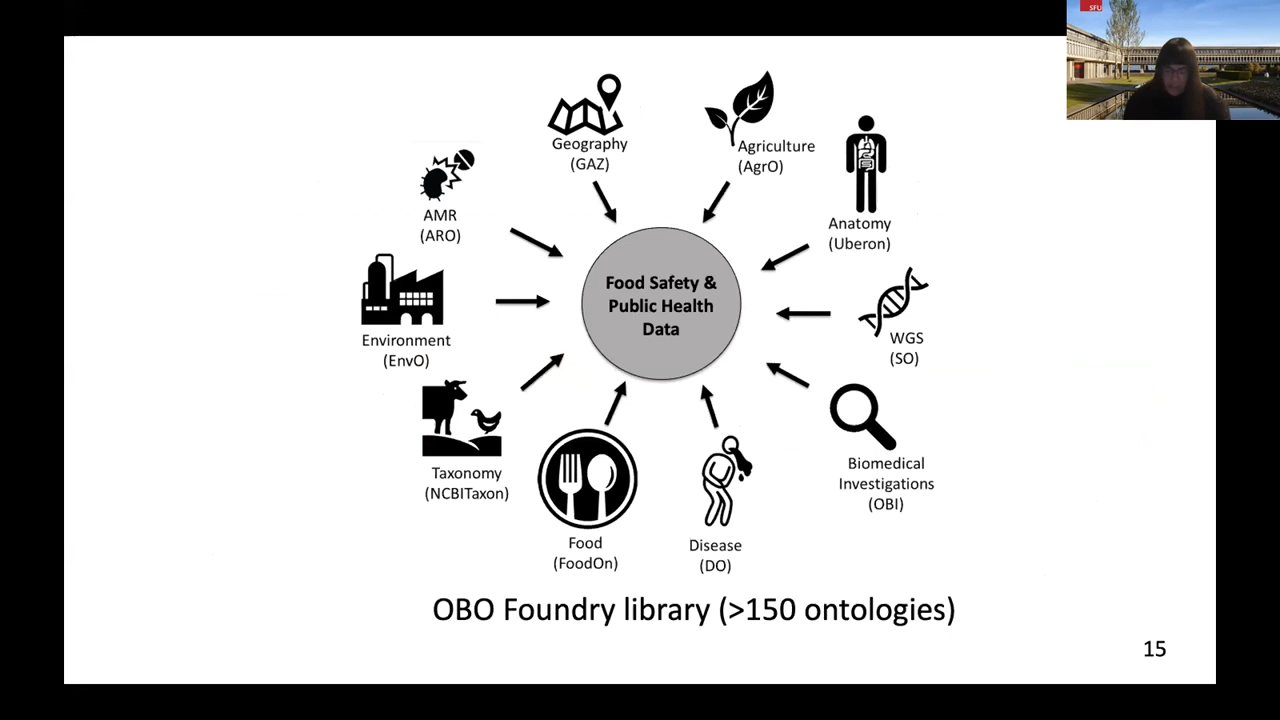 SFU
Geography
(GAZ)
Agriculture
(AgrO)
AMR
(ARO)
Anatomy
(Uberon)
Food Safety &
Public Health
Data
Environment
(EnvO)
WGS
(SO)
Taxonomy
(NCBITaxon)
Biomedical
Investigations
(OBI)
Food
(FoodOn)
Disease
(DO)
OBO Foundry library (>150 ontologies)
15